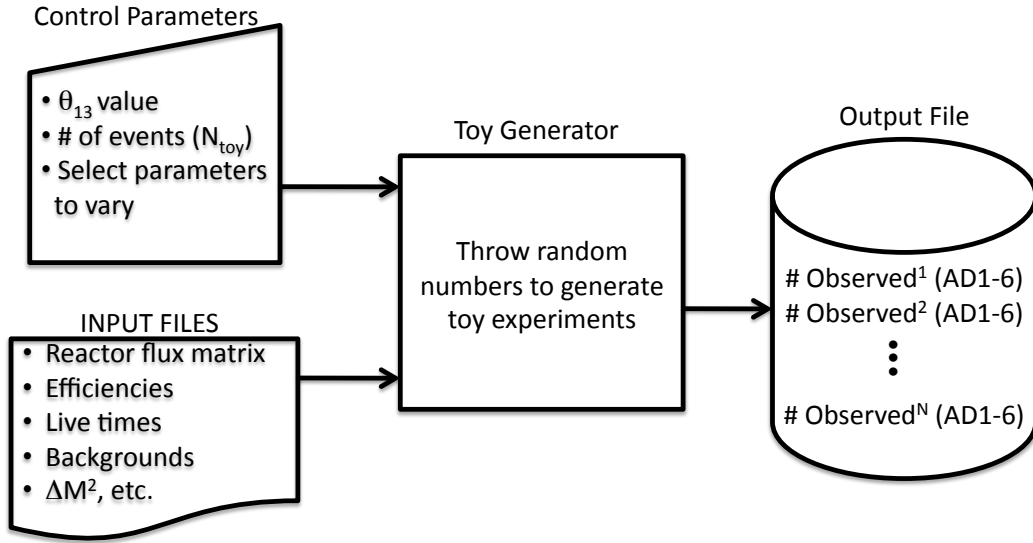 Control Parameters
• θ₁₃ value
• # of events (Nₜₒᵧ)
• Select parameters
to vary
INPUT FILES
• Reactor flux matrix
• Efficiencies
• Live times
• Backgrounds
• ΔM², etc.
Toy Generator
Throw random
numbers to generate
toy experiments
Output File
# Observed¹ (AD1-6)
# Observed² (AD1-6)
# Observedᴺ (AD1-6)